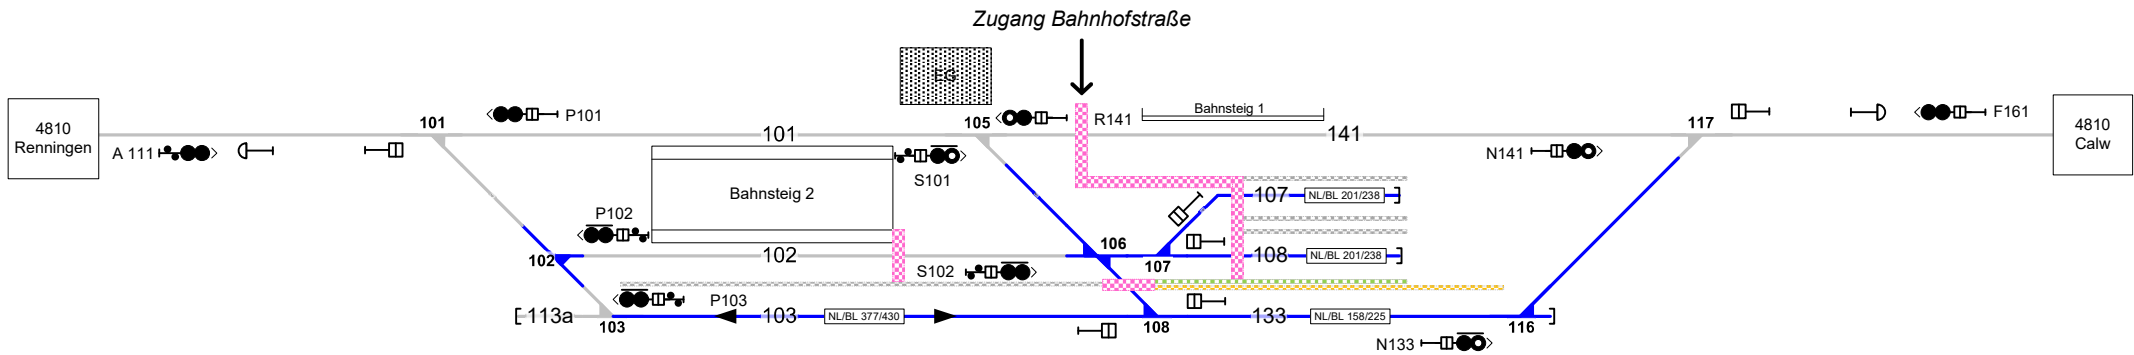 Zugang Bahnhofstraße
EG
4810
Renningen
A 111
101
P101
101
105
R141
Bahnsteig 1
141
117
F161
4810
Calw
S101
N141
Bahnsteig 2
P102
107
NL/BL 201/238
102
102
S102
106
107
108
NL/BL 201/238
P103
113a
103
103
NL/BL 377/430
108
133
NL/BL 158/225
116
N133